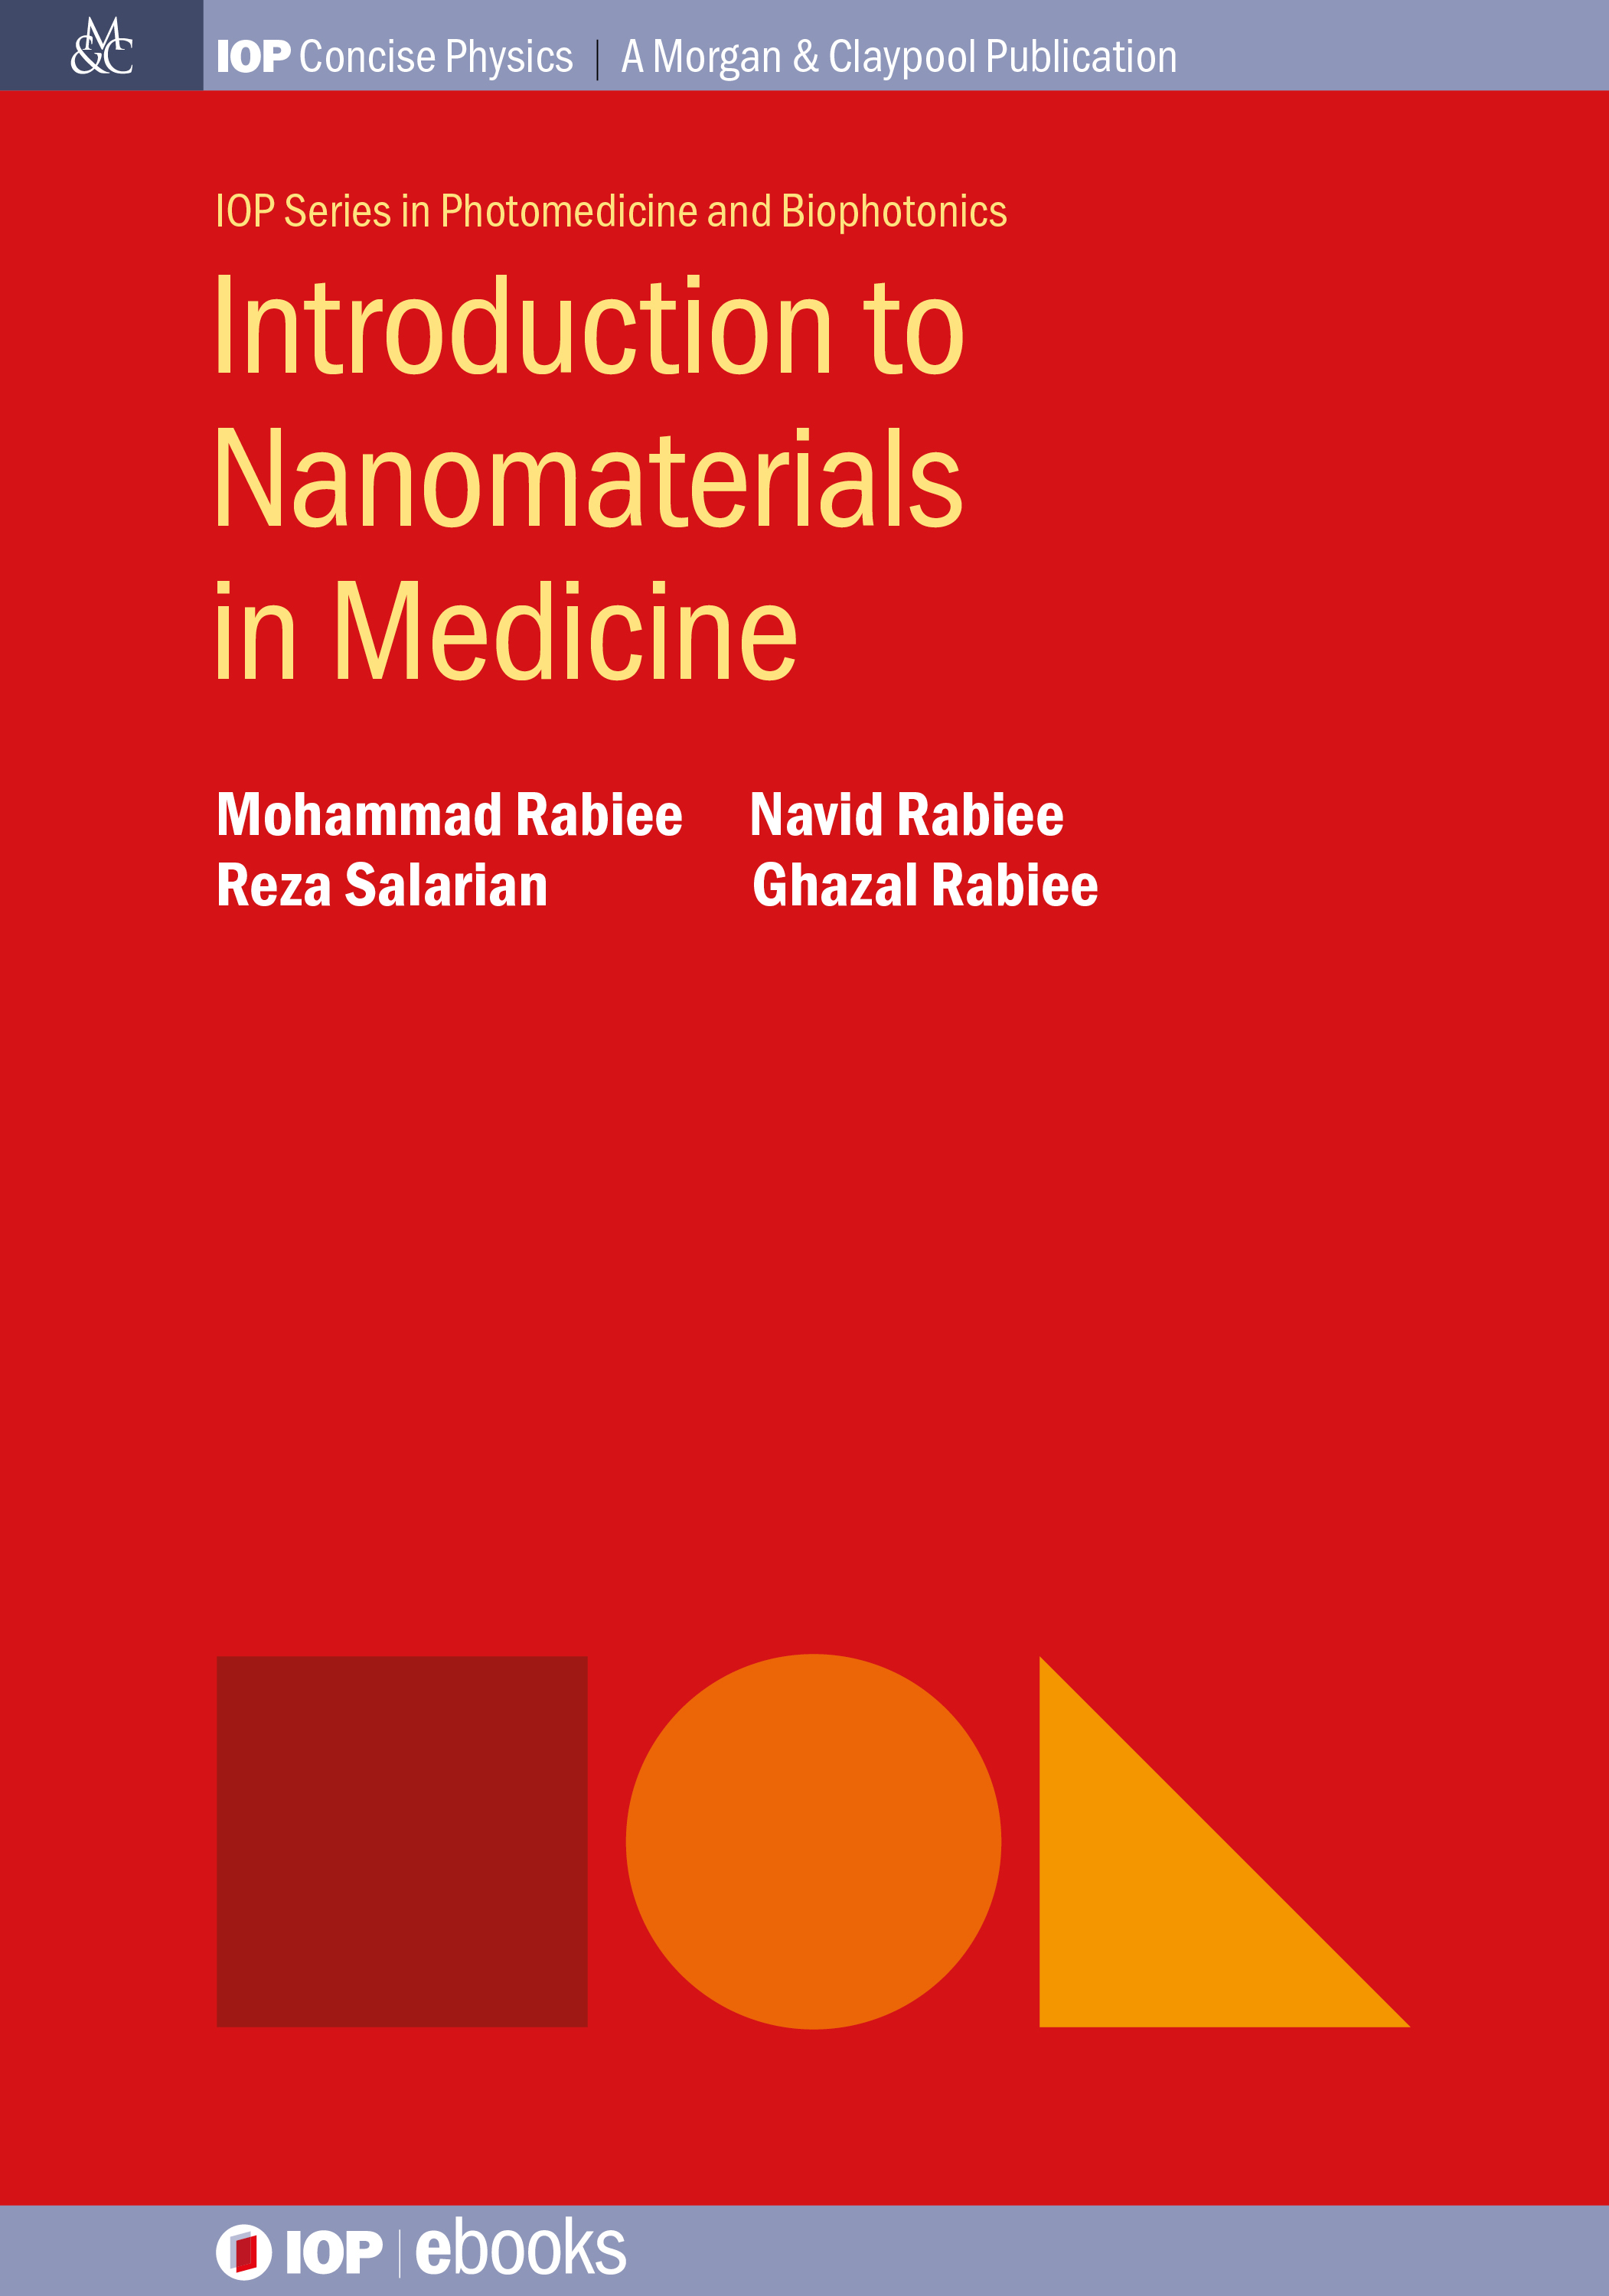 M&C
IOP Concise Physics | A Morgan & Claypool Publication
IOP Series in Photomedicine and Biophotonics
Introduction to
Nanomaterials
in Medicine
Mohammad Rabiee Navid Rabiee
Reza Salarian Ghazal Rabiee
IOP | ebooks